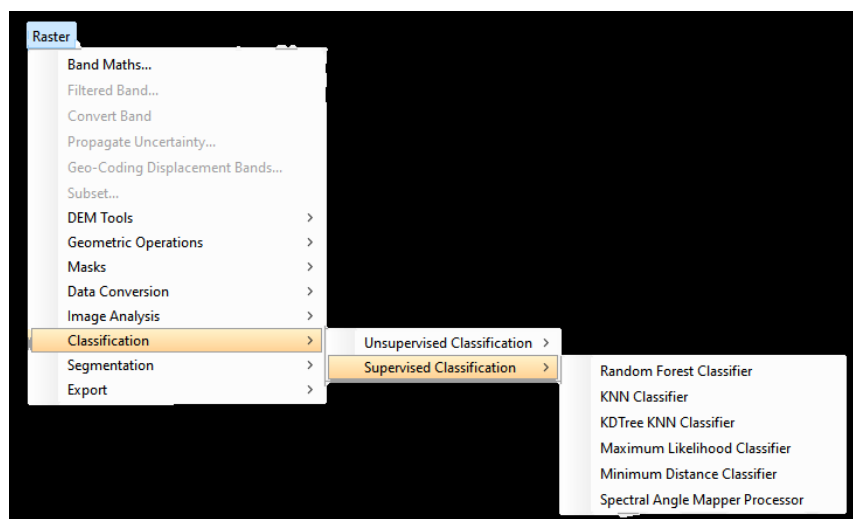 Raster
Band Maths...
Filtered Band...
Convert Band
Propagate Uncertainty...
Geo-Coding Displacement Bands...
Subset...
DEM Tools
Geometric Operations
Masks
Data Conversion
Image Analysis
Classification
Segmentation
Export
Unsupervised Classification
Supervised Classification
Random Forest Classifier
KNN Classifier
KDTree KNN Classifier
Maximum Likelihood Classifier
Minimum Distance Classifier
Spectral Angle Mapper Processor